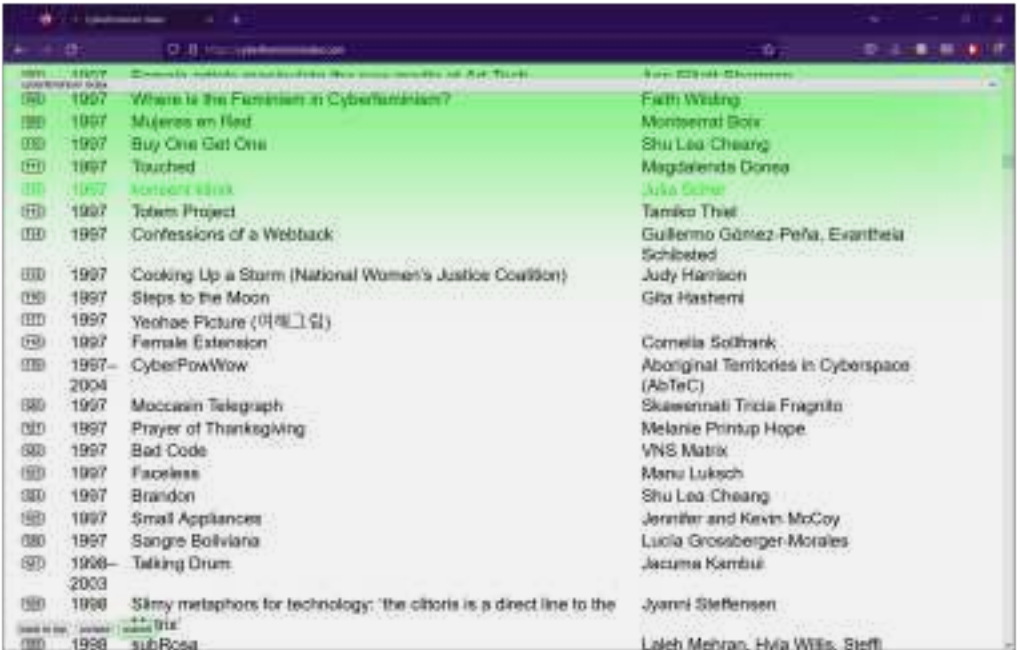 1997 Where is the Feminism in Cyberfeminism? Faith Wilding
1997 Mujeres en Red Montserrat Boix
1997 Buy One Get One Shu Lea Cheang
1997 Touched Magdalenda Donea
1997
1997 Totem Project Tamiko Thiel
1997 Confessions of a Webback Guillermo Gómez-Peña, Evantheia
Schibsted
1997 Cooking Up a Storm (National Women's Justice Coalition) Judy Harrison
1997 Steps to the Moon Gita Hashemi
1997 Yeohae Picture (여해그림)
1997 Female Extension Cornelia Sollfrank
1997– CyberPowWow Aboriginal Territories in Cyberspace
2004 (AbTeC)
1997 Moccasin Telegraph Skawennati Tricia Fragnito
1997 Prayer of Thanksgiving Melanie Printup Hope
1997 Bad Code VNS Matrix
1997 Faceless Manu Luksch
1997 Brandon Shu Lea Cheang
1997 Small Appliances Jennifer and Kevin McCoy
1997 Sangre Boliviana Lucia Grossberger-Morales
1998– Talking Drum Jacuma Kambui
2003
1998 Slimy metaphors for technology: 'the clitoris is a direct line to the Jyanni Steffensen
1998 subRosa Laleh Mehran, Hyla Willis, Steffi